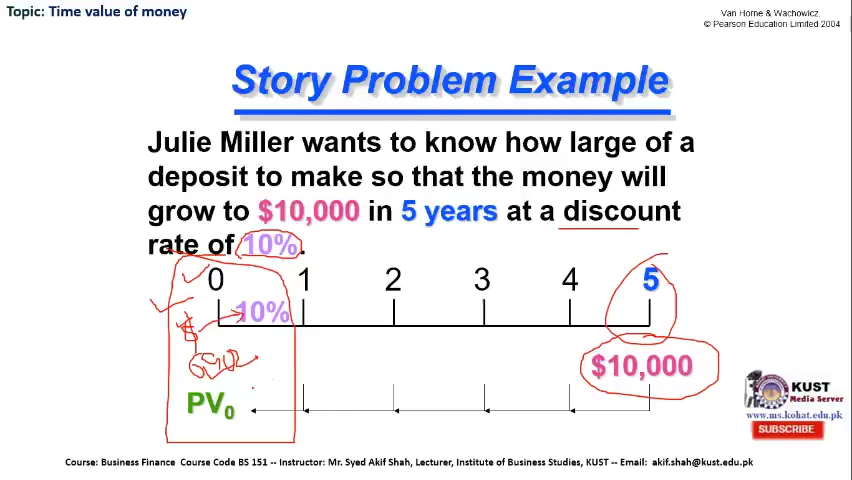 Topic: Time value of money
Van Horne & Wachowicz,
© Pearson Education Limited 2004
Story Problem Example
Julie Miller wants to know how large of a
deposit to make so that the money will
grow to $10,000 in 5 years at a discount
rate of 10%.
0 1 2 3 4 5
10%
$
$10,000
PV0
KUST
Media Server
www.ms.kohat.edu.pk
SUBSCRIBE
Course: Business Finance Course Code BS 151 -- Instructor: Mr. Syed Akif Shah, Lecturer, Institute of Business Studies, KUST -- Email: akif.shah@kust.edu.pk